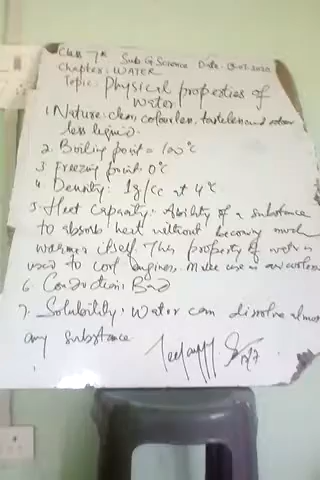 Class 7th Sub: G Science Date: 13-07-2020
Chapter: WATER
Topic: Physical properties of
Water
1. Nature: clear, colourless, tasteless and odour
less liquid.
2. Boiling point = 100°C
3. Freezing point: 0°C
4. Density: 1g/cc at 4°C
5. Heet Capacity: Ability of a substance
to absorb heet without becoming much
warmer itself. This property of water is
used to cool engines. Make use as
6. Conduction: Bad
7. Solubility: Water can dissolve almost
any substance